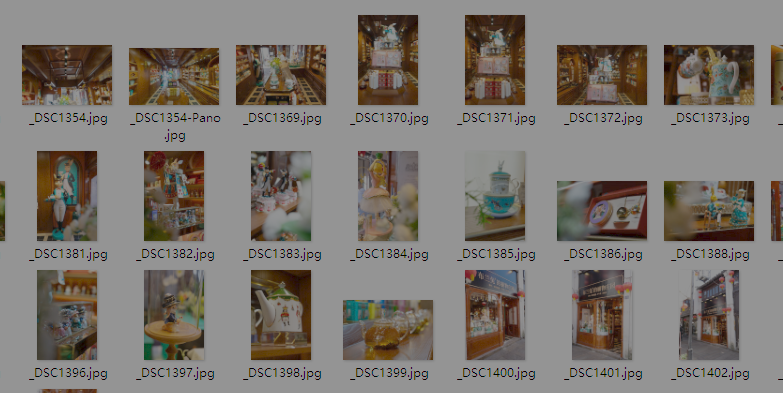 _DSC1354.jpg
_DSC1354-Pano
.jpg
_DSC1369.jpg
_DSC1370.jpg
_DSC1371.jpg
_DSC1372.jpg
_DSC1373.jpg
_DSC1381.jpg
_DSC1382.jpg
_DSC1383.jpg
_DSC1384.jpg
_DSC1385.jpg
_DSC1386.jpg
_DSC1388.jpg
_DSC1396.jpg
_DSC1397.jpg
_DSC1398.jpg
_DSC1399.jpg
_DSC1400.jpg
_DSC1401.jpg
_DSC1402.jpg